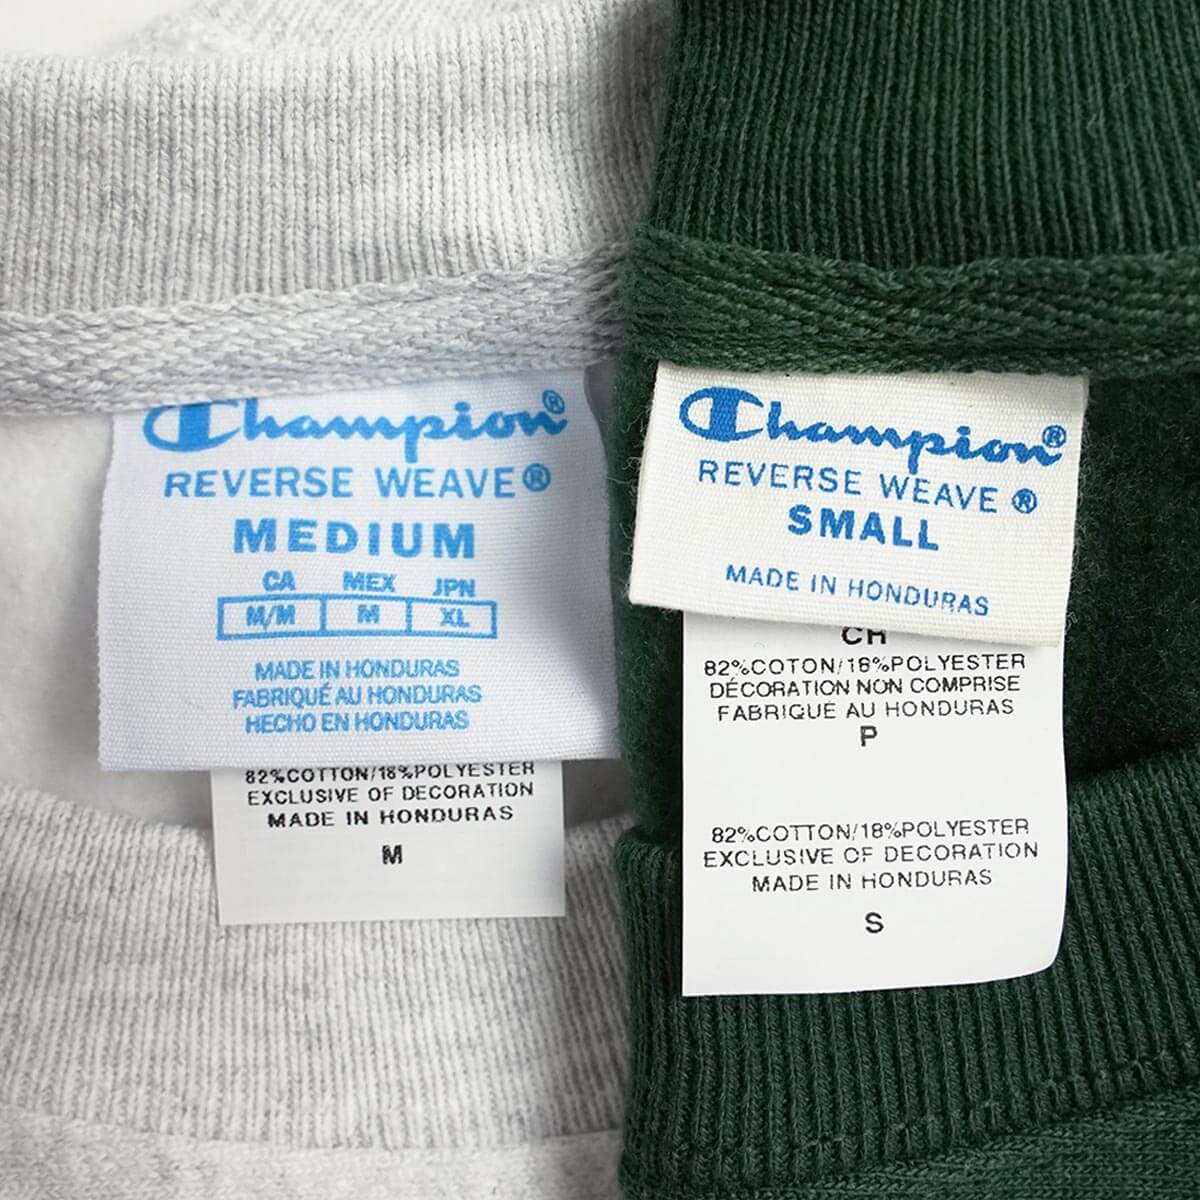 Champion®
REVERSE WEAVE®
MEDIUM
CA MEX JPN
M/M M XL
MADE IN HONDURAS
FABRIQUÉ AU HONDURAS
HECHO EN HONDURAS
82%COTTON/18%POLYESTER
EXCLUSIVE OF DECORATION
MADE IN HONDURAS
M
Champion®
REVERSE WEAVE®
SMALL
MADE IN HONDURAS
CH
82%COTON/18%POLYESTER
DÉCORATION NON COMPRISE
FABRIQUÉ AU HONDURAS
P
82%COTTON/18%POLYESTER
EXCLUSIVE OF DECORATION
MADE IN HONDURAS
S